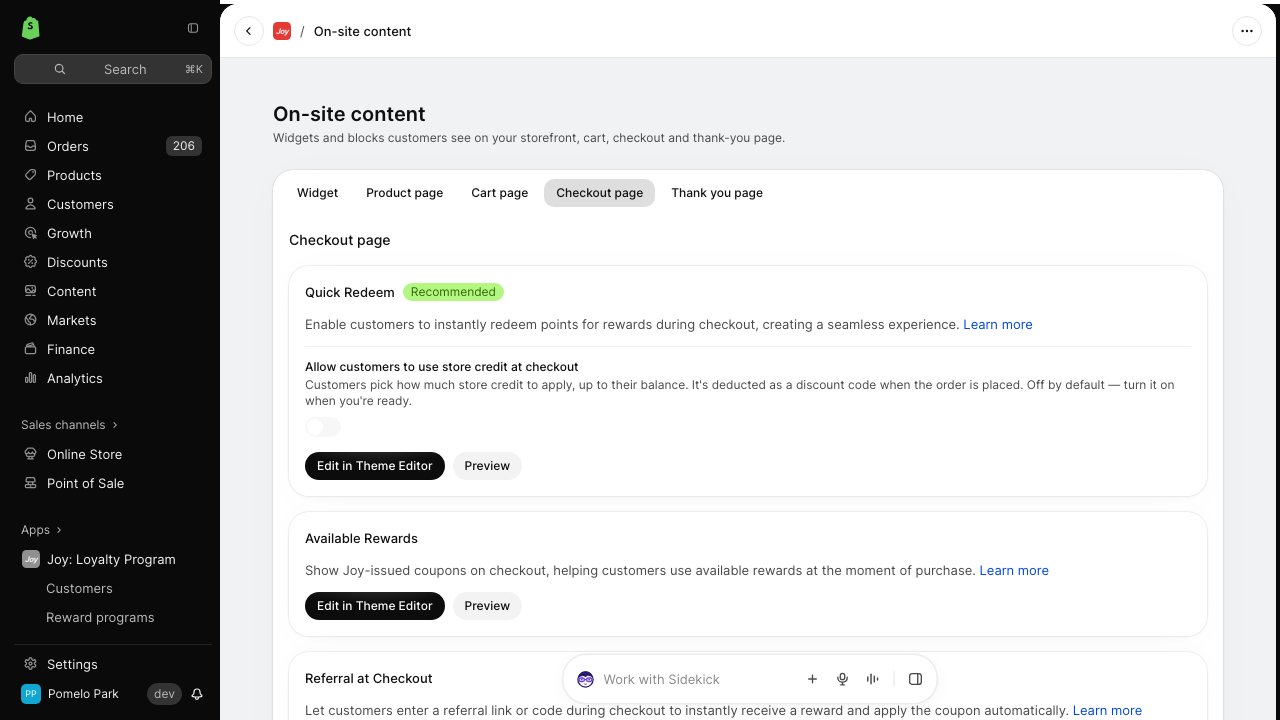 S
Search
⌘K
Home
Orders
206
Products
Customers
Growth
Discounts
Content
Markets
Finance
Analytics
Sales channels
Online Store
Point of Sale
Apps
Joy
Joy: Loyalty Program
Customers
Reward programs
Settings
PP
Pomelo Park
dev
Joy / On-site content
On-site content
Widgets and blocks customers see on your storefront, cart, checkout and thank-you page.
Widget
Product page
Cart page
Checkout page
Thank you page
Checkout page
Quick Redeem
Recommended
Enable customers to instantly redeem points for rewards during checkout, creating a seamless experience. Learn more
Allow customers to use store credit at checkout
Customers pick how much store credit to apply, up to their balance. It's deducted as a discount code when the order is placed. Off by default — turn it on
when you're ready.
Edit in Theme Editor
Preview
Available Rewards
Show Joy-issued coupons on checkout, helping customers use available rewards at the moment of purchase. Learn more
Edit in Theme Editor
Preview
Referral at Checkout
Let customers enter a referral link or code during checkout to instantly receive a reward and apply the coupon automatically. Learn more
Work with Sidekick